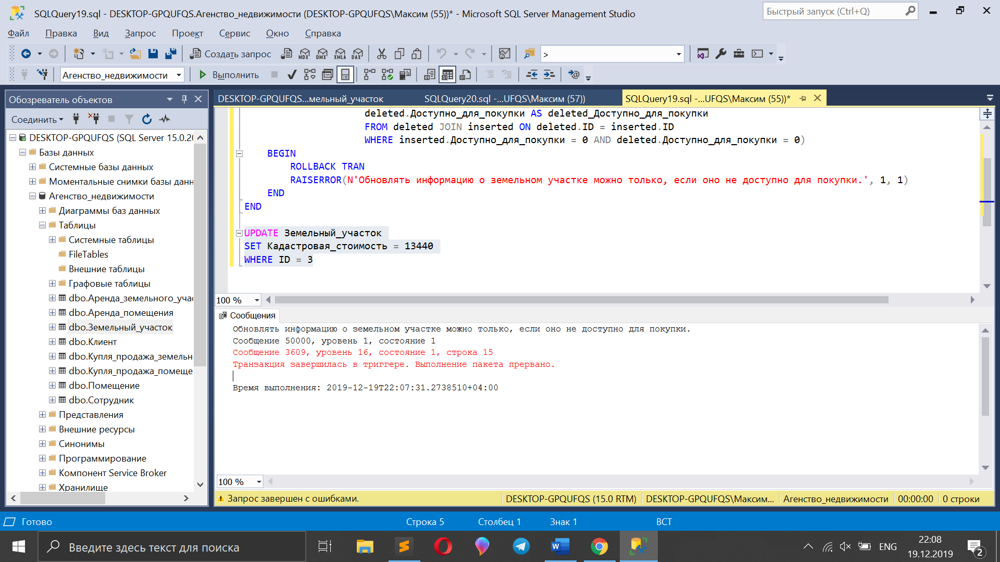 SQLQuery19.sql - DESKTOP-GPQUFQS.Агенство_недвижимости (DESKTOP-GPQUFQS\Максим (55))* - Microsoft SQL Server Management Studio
Быстрый запуск (Ctrl+Q)
Файл Правка Вид Запрос Проект Сервис Окно Справка
Создать запрос MDX DMX XMLA DAX >
Агенство_недвижимости Выполнить
Обозреватель объектов
Соединить
DESKTOP-GPQUFQS (SQL Server 15.0.20
Базы данных
Системные базы данных
Моментальные снимки базы данн
Агенство_недвижимости
Диаграммы баз данных
Таблицы
Системные таблицы
FileTables
Внешние таблицы
Графовые таблицы
dbo.Аренда_земельного_учас
dbo.Аренда_помещения
dbo.Земельный_участок
dbo.Клиент
dbo.Купля_продажа_земельн
dbo.Купля_продажа_помеще
dbo.Помещение
dbo.Сотрудник
Представления
Внешние ресурсы
Синонимы
Программирование
Компонент Service Broker
Хранилище
DESKTOP-GPQUFQS...мельный_участок SQLQuery20.sql -...UFQS\Максим (57)) SQLQuery19.sql -...UFQS\Максим (55))*
deleted.Доступно_для_покупки AS deleted_Доступно_для_покупки
FROM deleted JOIN inserted ON deleted.ID = inserted.ID
WHERE inserted.Доступно_для_покупки = 0 AND deleted.Доступно_для_покупки = 0)
BEGIN
ROLLBACK TRAN
RAISERROR(N'Обновлять информацию о земельном участке можно только, если оно не доступно для покупки.', 1, 1)
END
END
UPDATE Земельный_участок
SET Кадастровая_стоимость = 13440
WHERE ID = 3
100 %
Сообщения
Обновлять информацию о земельном участке можно только, если оно не доступно для покупки.
Сообщение 50000, уровень 1, состояние 1
Сообщение 3609, уровень 16, состояние 1, строка 15
Транзакция завершилась в триггере. Выполнение пакета прервано.
Время выполнения: 2019-12-19T22:07:31.2738510+04:00
100 %
Запрос завершен с ошибками. DESKTOP-GPQUFQS (15.0 RTM) DESKTOP-GPQUFQS\Максим... Агенство_недвижимости 00:00:00 0 строки
Готово Строка 5 Столбец 1 Знак 1 ВСТ
Введите здесь текст для поиска
ENG
22:08
19.12.2019
2